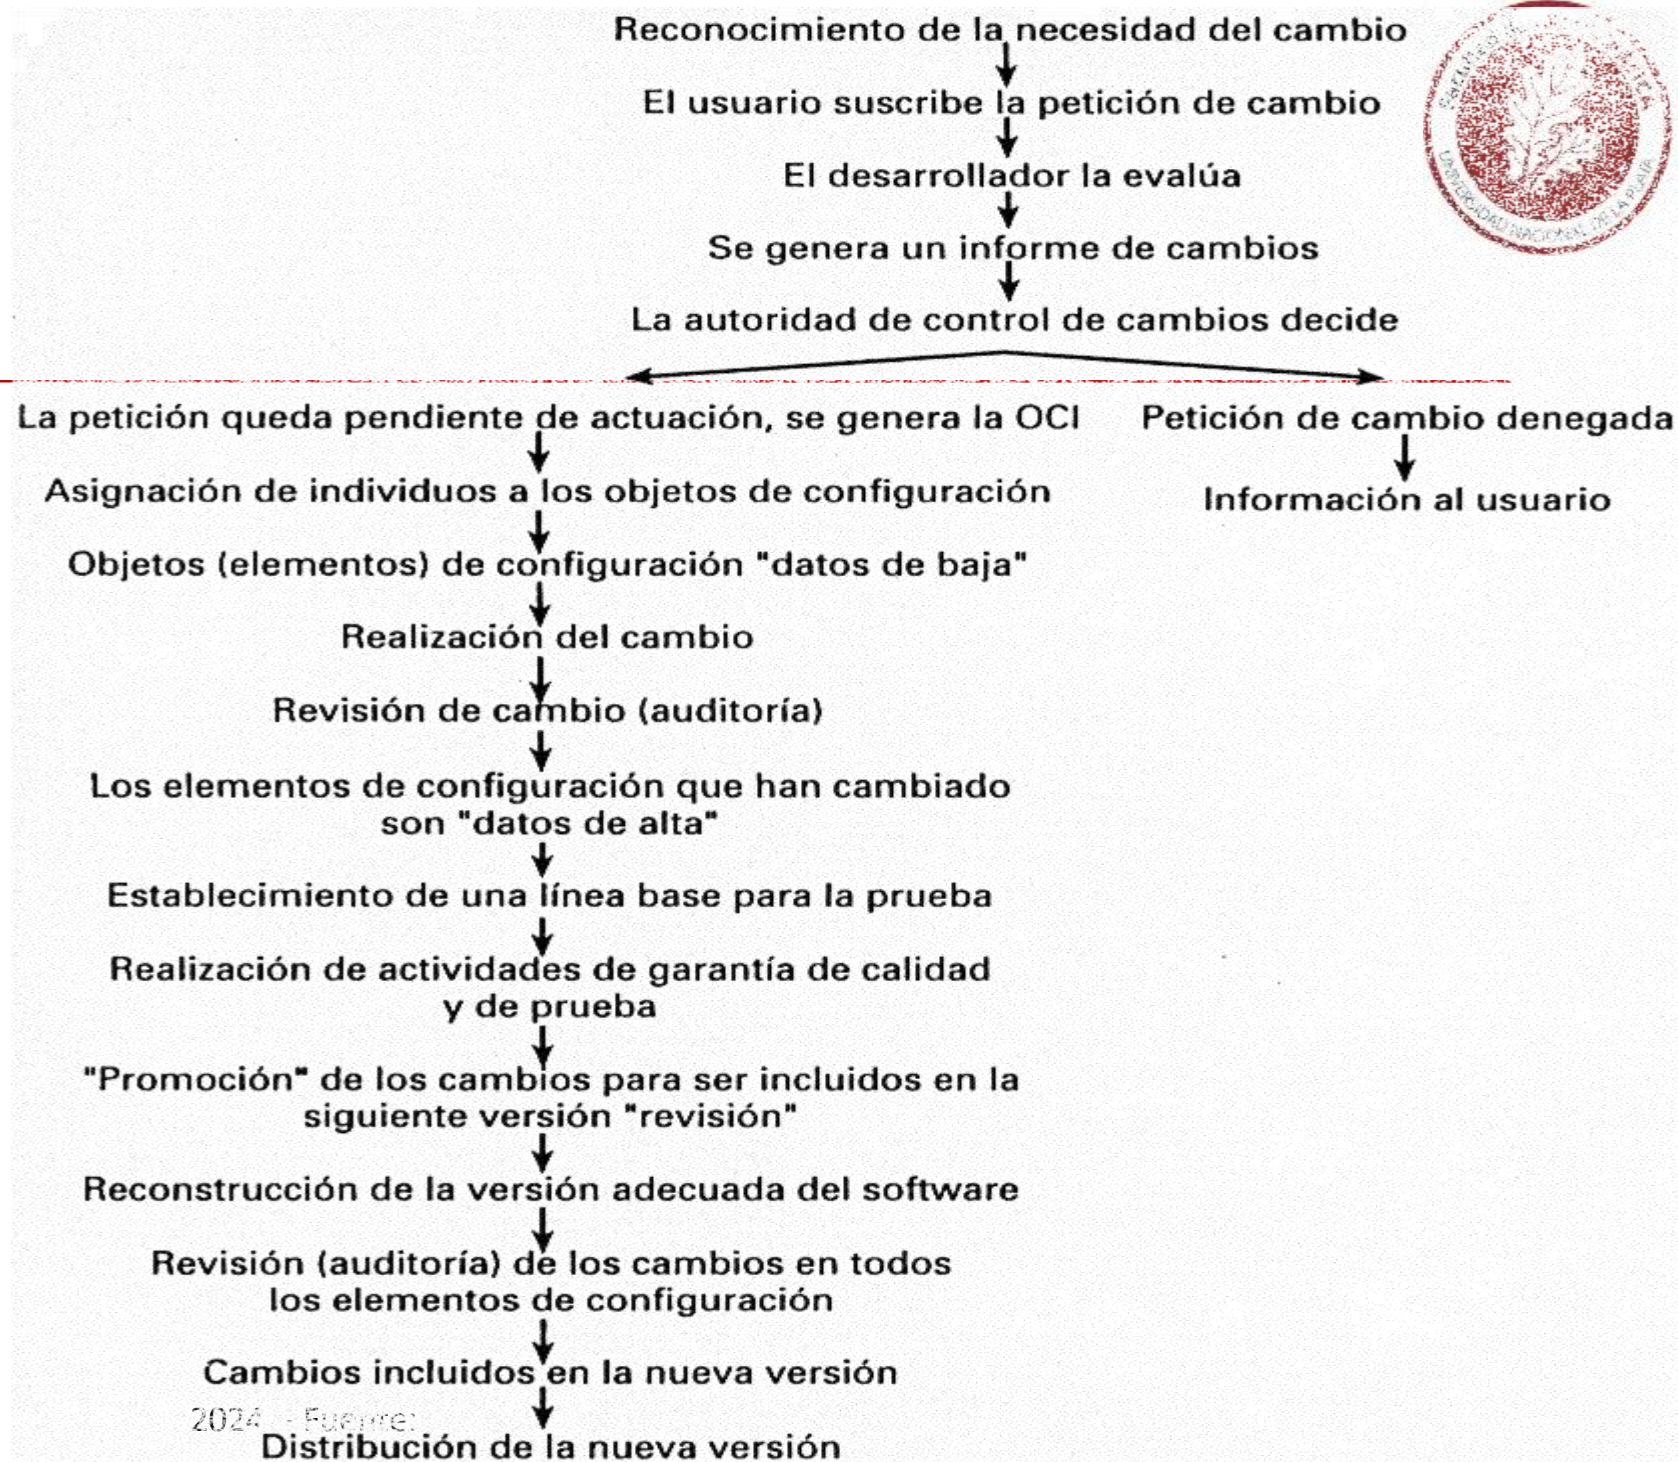 Reconocimiento de la necesidad del cambio
El usuario suscribe la petición de cambio
El desarrollador la evalúa
Se genera un informe de cambios
La autoridad de control de cambios decide
La petición queda pendiente de actuación, se genera la OCI
Petición de cambio denegada
Asignación de individuos a los objetos de configuración
Información al usuario
Objetos (elementos) de configuración "datos de baja"
Realización del cambio
Revisión de cambio (auditoría)
Los elementos de configuración que han cambiado
son "datos de alta"
Establecimiento de una línea base para la prueba
Realización de actividades de garantía de calidad
y de prueba
"Promoción" de los cambios para ser incluidos en la
siguiente versión "revisión"
Reconstrucción de la versión adecuada del software
Revisión (auditoría) de los cambios en todos
los elementos de configuración
Cambios incluidos en la nueva versión
2024 - Fuente:
Distribución de la nueva versión
UNIVERSIDAD NACIONAL DE LA PLATA